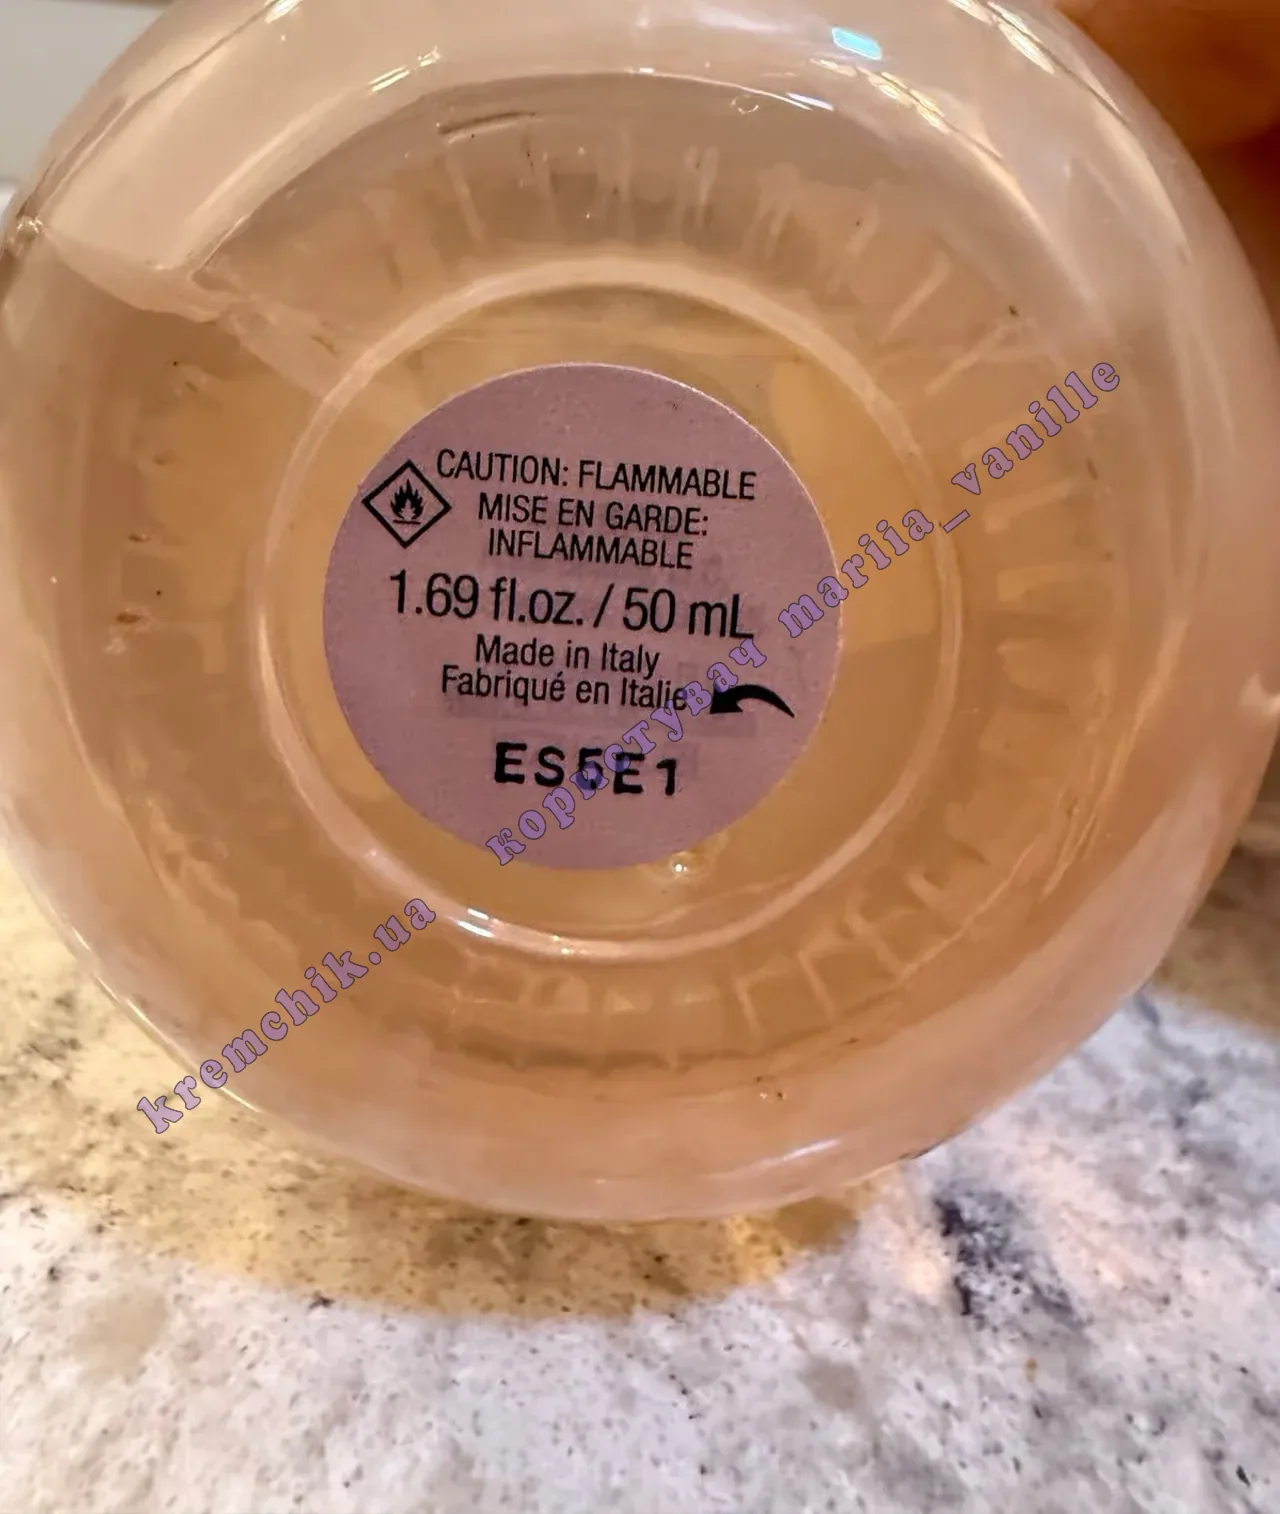 CAUTION: FLAMMABLE
MISE EN GARDE:
INFLAMMABLE
1.69 fl.oz. / 50 mL
Made in Italy
Fabriqué en Italie
ES5E1
kremchik.ua користувач mariia_vanille